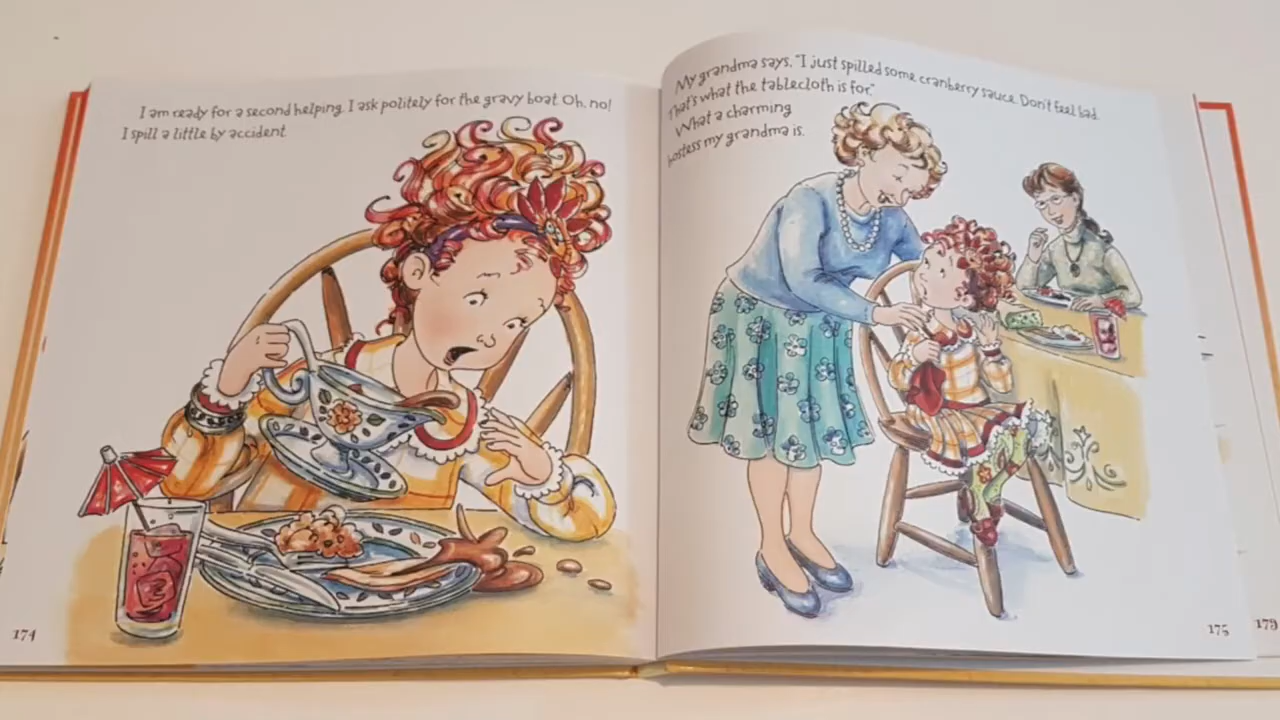 I am ready for a second helping. I ask politely for the gravy boat. Oh, no!
I spill a little by accident.
174
My grandma says, "I just spilled some cranberry sauce. Don't feel bad.
That's what the tablecloth is for."
What a charming
hostess my grandma is.
175
179